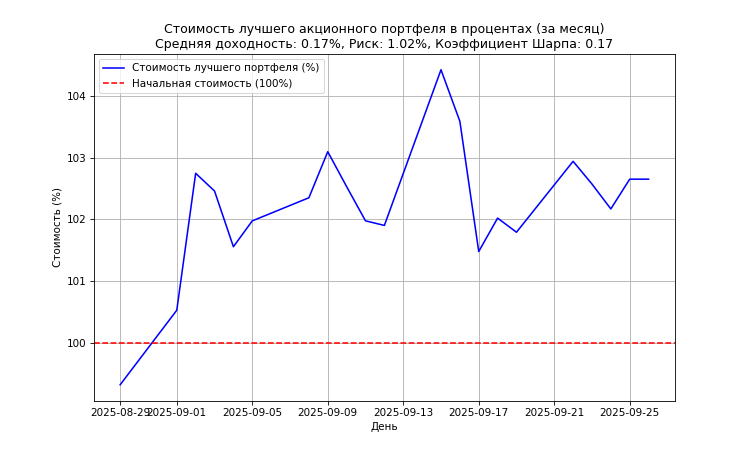 Стоимость лучшего акционного портфеля в процентах (за месяц)
Средняя доходность: 0.17%, Риск: 1.02%, Коэффициент Шарпа: 0.17
Стоимость лучшего портфеля (%)
Начальная стоимость (100%)
Стоимость (%)
104
103
102
101
100
2025-08-29
2025-09-01
2025-09-05
2025-09-09
2025-09-13
2025-09-17
2025-09-21
2025-09-25
День